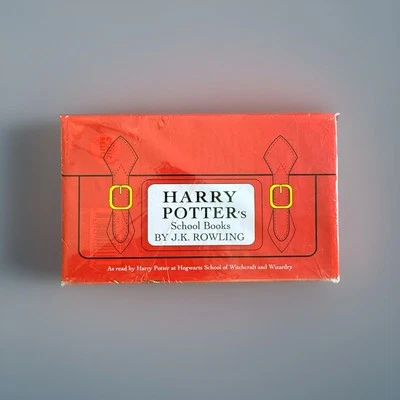 HARRY
POTTER's
School Books
BY J.K. ROWLING
As read by Harry Potter at Hogwarts School of Witchcraft and Wizardry